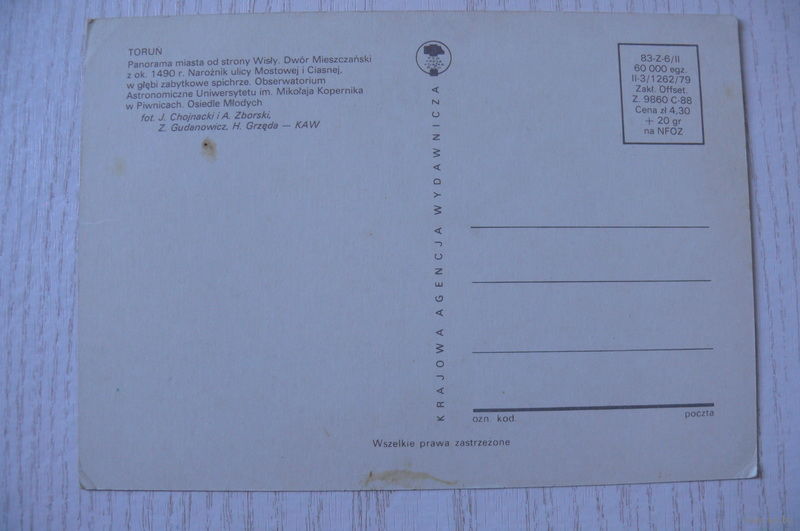 TORUŃ
Panorama miasta od strony Wisły. Dwór Mieszczański
z ok. 1490 r. Narożnik ulicy Mostowej i Ciasnej,
w głębi zabytkowe spichrze. Obserwatorium
Astronomiczne Uniwersytetu im. Mikołaja Kopernika
w Piwnicach. Osiedle Młodych
fot. J. Chojnacki i A. Zborski,
Z. Gudanowicz, H. Grzęda — KAW
KRAJOWA AGENCJA WYDAWNICZA
83-Z-6/II
60 000 egz.
II-3/1262/79
Zakł. Offset.
Z. 9860 C-88
Cena zł 4,30
+ 20 gr
na NFOZ
ozn. kod.
poczta
Wszelkie prawa zastrzeżone